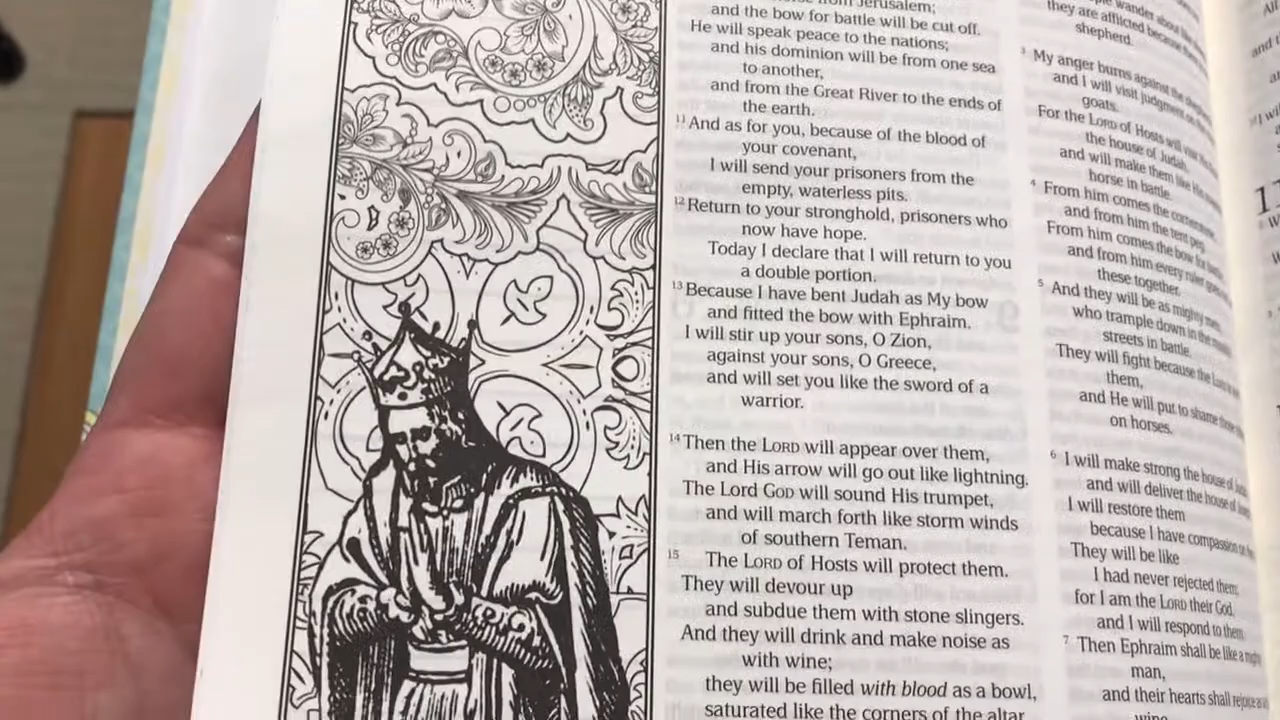 from Jerusalem;
and the bow for battle will be cut off.
He will speak peace to the nations;
and his dominion will be from one sea
to another,
and from the Great River to the ends of
the earth.
11 And as for you, because of the blood of
your covenant,
I will send your prisoners from the
empty, waterless pits.
12 Return to your stronghold, prisoners who
now have hope.
Today I declare that I will return to you
a double portion.
13 Because I have bent Judah as My bow
and fitted the bow with Ephraim.
I will stir up your sons, O Zion,
against your sons, O Greece,
and will set you like the sword of a
warrior.
14 Then the LORD will appear over them,
and His arrow will go out like lightning.
The Lord GOD will sound His trumpet,
and will march forth like storm winds
of southern Teman.
15 The LORD of Hosts will protect them.
They will devour up
and subdue them with stone slingers.
And they will drink and make noise as
with wine;
they will be filled with blood as a bowl,
saturated like the corners of the altar
wander about like
they are afflicted because
shepherd.
3 My anger burns against the
and I will visit judgment on
goats.
For the LORD of Hosts will
the house of Judah,
and will make them like His
horse in battle.
4 From him comes the cornerstone,
and from him the tent peg,
From him comes the bow for battle,
and from him every ruler
these together.
5 And they will be as mighty men,
who trample down in the
streets in battle.
They will fight because the
them,
and He will put to shame
on horses.
6 I will make strong the house of
and will deliver the house of
I will restore them
because I have compassion
They will be like
I had never rejected them,
for I am the LORD their God,
and I will respond to them
7 Then Ephraim shall be like a
man,
and their hearts shall rejoice as
wine